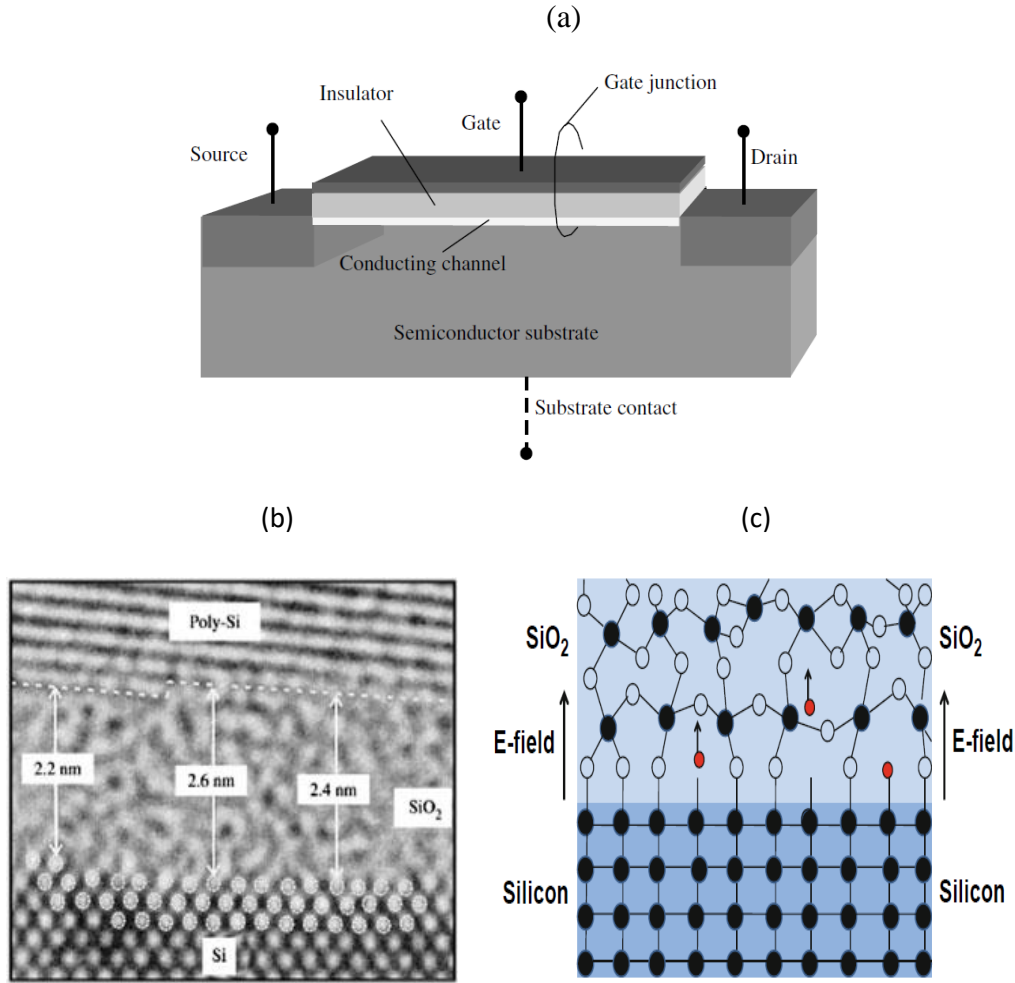 (a)
Gate junction
Insulator
Gate
Source
Drain
Conducting channel
Semiconductor substrate
Substrate contact
(b)
(c)
Poly-Si
2.2 nm
2.6 nm
2.4 nm
SiO2
Si
SiO2
SiO2
E-field
E-field
Silicon
Silicon